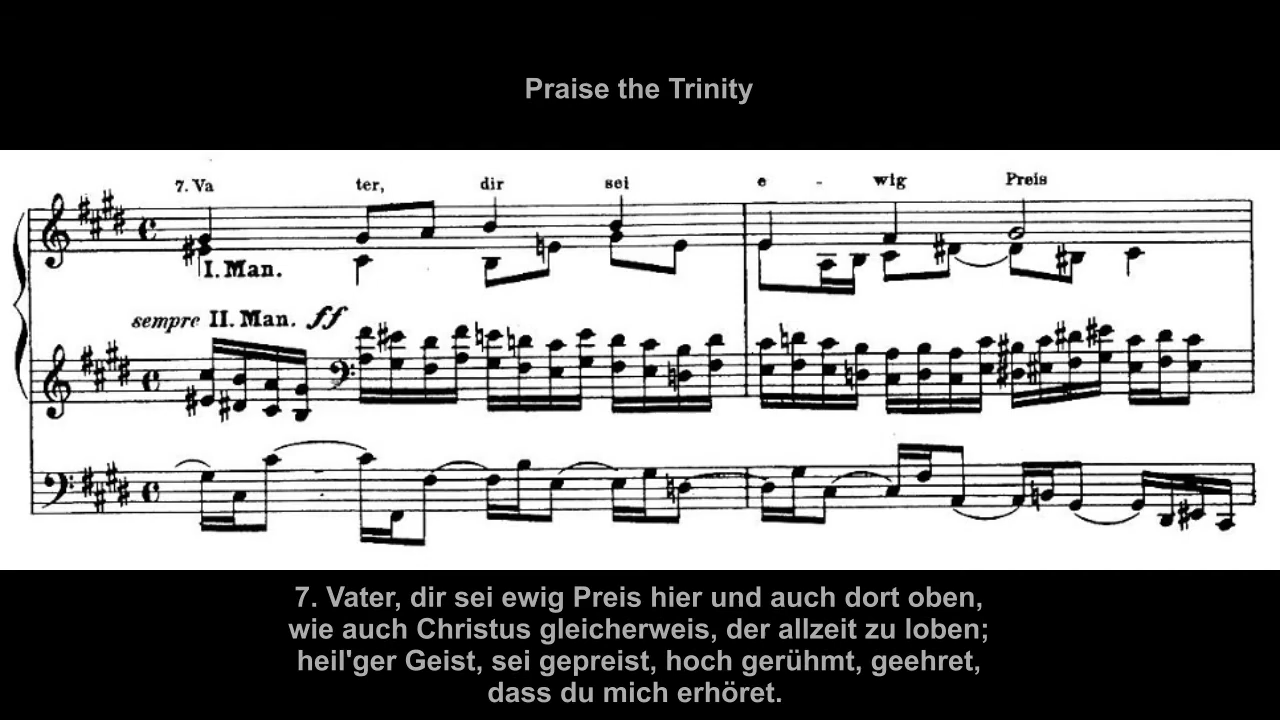 Praise the Trinity
7. Va ter, dir sei e - wig Preis
I. Man.
sempre II. Man. ff
7. Vater, dir sei ewig Preis hier und auch dort oben,
wie auch Christus gleicherweis, der allzeit zu loben;
heil'ger Geist, sei gepreist, hoch gerühmt, geehret,
dass du mich erhöret.